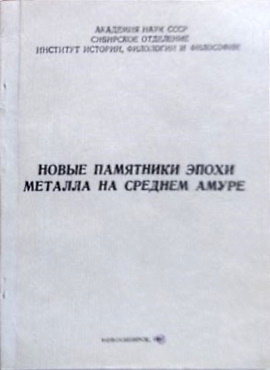 АКАДЕМИЯ НАУК СССР
СИБИРСКОЕ ОТДЕЛЕНИЕ
ИНСТИТУТ ИСТОРИИ, ФИЛОЛОГИИ И ФИЛОСОФИИ
НОВЫЕ ПАМЯТНИКИ ЭПОХИ
МЕТАЛЛА НА СРЕДНЕМ АМУРЕ
НОВОСИБИРСК,